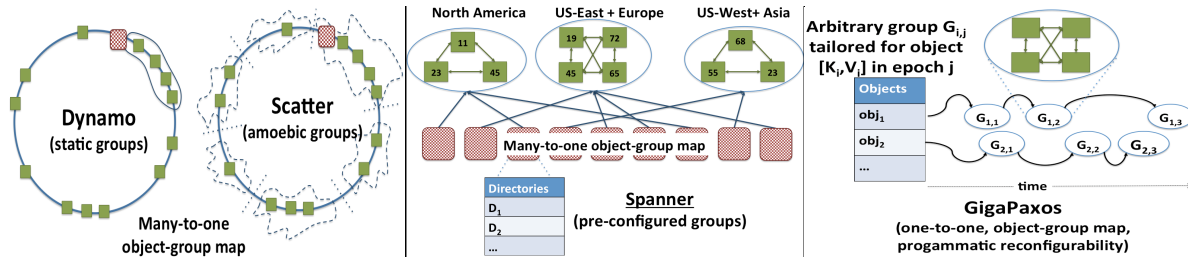 Dynamo
(static groups)
Scatter
(amoebic groups)
Many-to-one
object-group map
North America
US-East + Europe
US-West+ Asia
11
23
45
19
72
45
65
68
55
23
Many-to-one object-group map
Directories
D1
D2
...
Spanner
(pre-configured groups)
Arbitrary group Gi,j
tailored for object
[Ki,Vi] in epoch j
Objects
obj1
obj2
...
G1,1
G1,2
G1,3
G2,1
G2,2
G2,3
time
GigaPaxos
(one-to-one, object-group map,
progammatic reconfigurability)